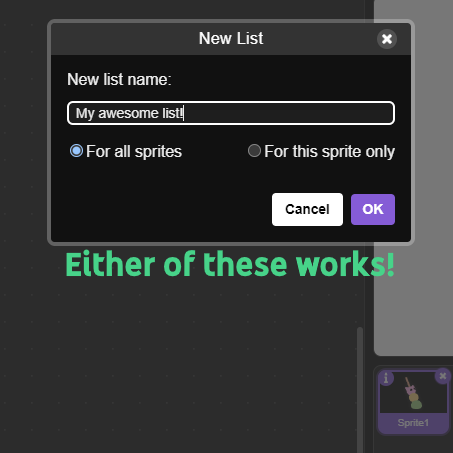 New List
New list name:
My awesome list!
For all sprites
For this sprite only
Cancel
OK
Either of these works!
Sprite1